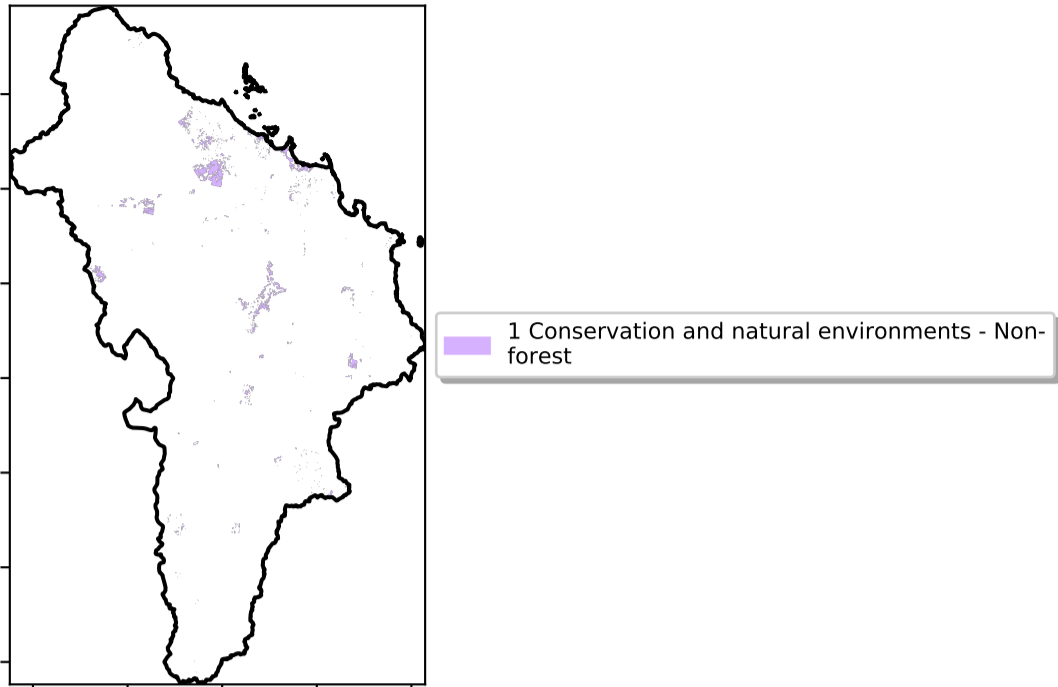 1 Conservation and natural environments - Non-
forest